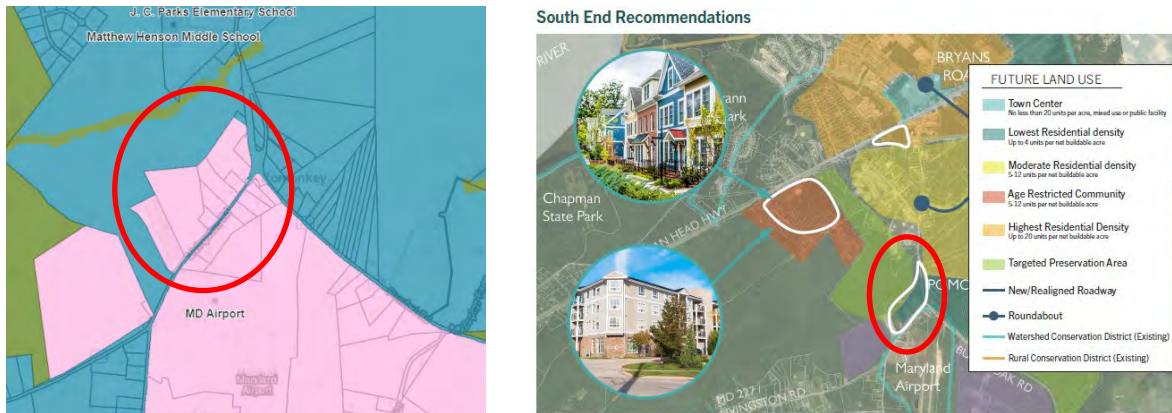 J. C. Parks Elementary School
Matthew Henson Middle School
MD Airport
Maryland
Airport
South End Recommendations
RIVER
BRYANS
Chapman
State Park
MD 227 /
Maryland
Airport
FUTURE LAND USE
Town Center
No less than 20 units per acre, mixed use or public facility
Lowest Residential density
Up to 4 units per net buildable acre
Moderate Residential density
5-12 units per net buildable acre
Age Restricted Community
5-12 units per net buildable acre
Highest Residential Density
Up to 20 units per net buildable acre
Targeted Preservation Area
New/Realigned Roadway
Roundabout
Watershed Conservation District (Existing)
Rural Conservation District (Existing)